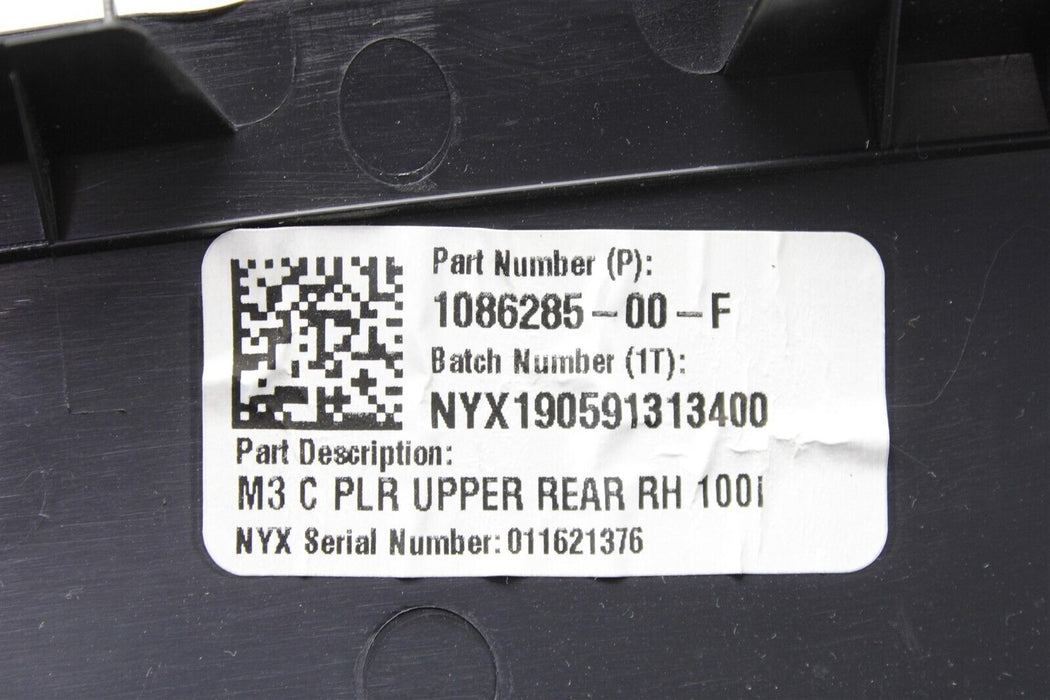 Part Number (P):
1086285-00-F
Batch Number (1T):
NYX190591313400
Part Description:
M3 C PLR UPPER REAR RH 100i
NYX Serial Number: 011621376